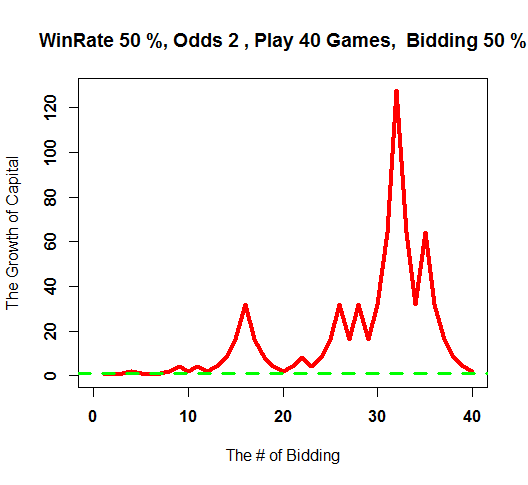 WinRate 50 %, Odds 2 , Play 40 Games,  Bidding 50 %
The Growth of Capital
120
100
80
60
40
20
0
0 10 20 30 40
The # of Bidding